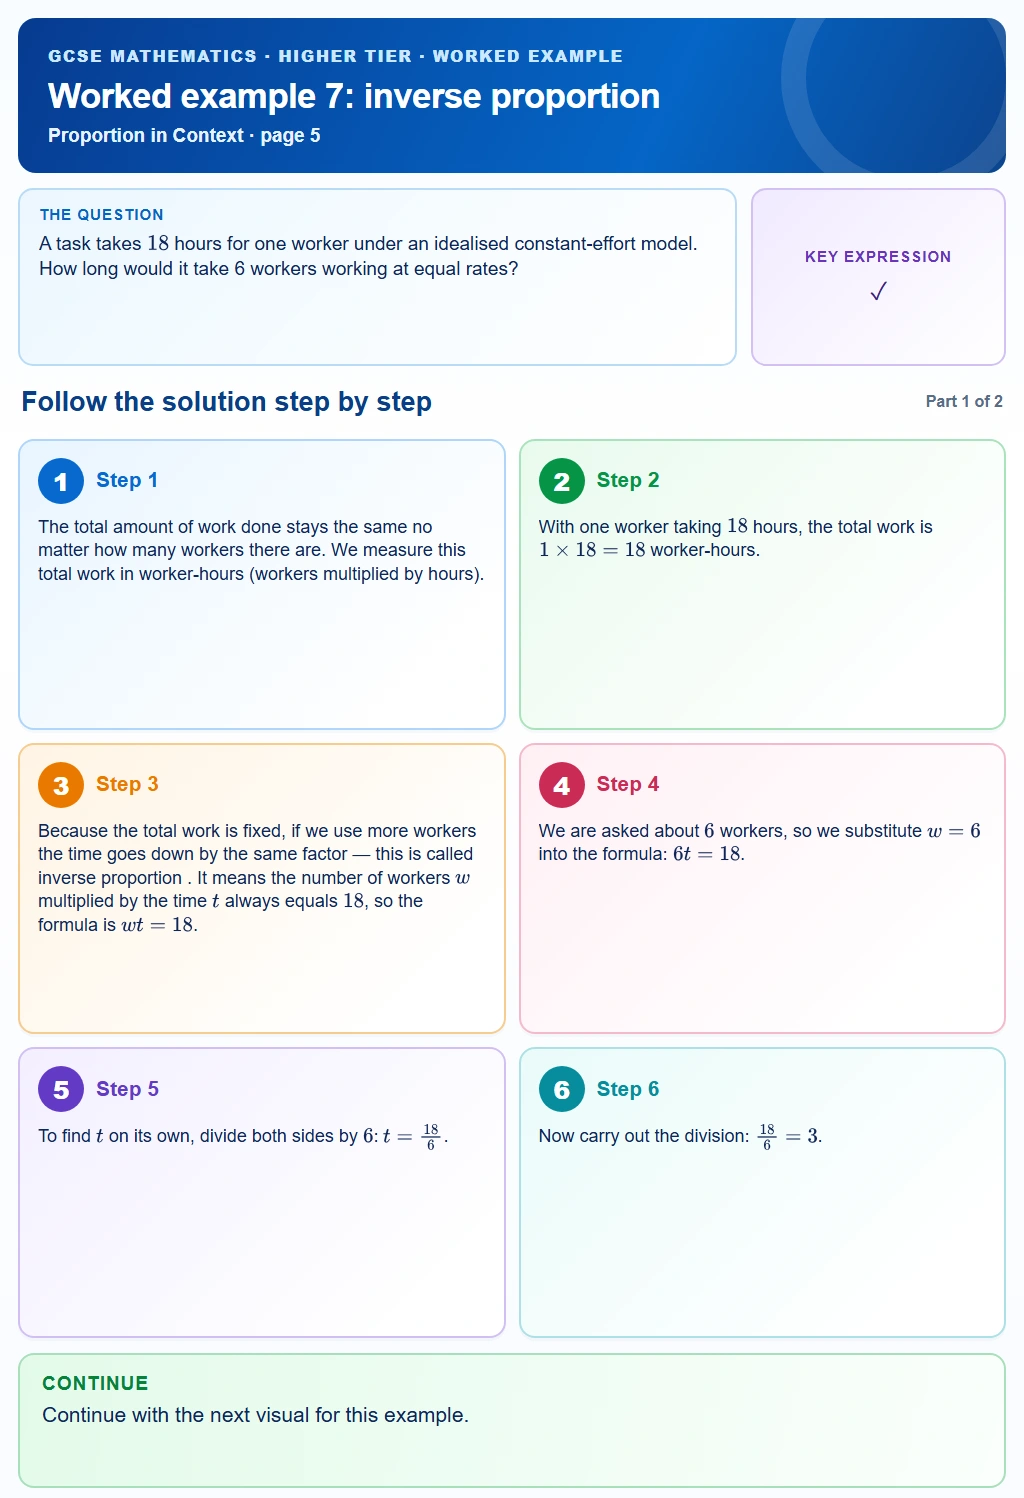 GCSE MATHEMATICS · HIGHER TIER · WORKED EXAMPLE
Worked example 7: inverse proportion
Proportion in Context · page 5
THE QUESTION
A task takes 18 hours for one worker under an idealised constant-effort model.
How long would it take 6 workers working at equal rates?
KEY EXPRESSION
✓
Follow the solution step by step
Part 1 of 2
1 Step 1
The total amount of work done stays the same no
matter how many workers there are. We measure this
total work in worker-hours (workers multiplied by hours).
2 Step 2
With one worker taking 18 hours, the total work is
1 × 18 = 18 worker-hours.
3 Step 3
Because the total work is fixed, if we use more workers
the time goes down by the same factor — this is called
inverse proportion . It means the number of workers w
multiplied by the time t always equals 18, so the
formula is wt = 18.
4 Step 4
We are asked about 6 workers, so we substitute w = 6
into the formula: 6t = 18.
5 Step 5
To find t on its own, divide both sides by 6: t = 18/6.
6 Step 6
Now carry out the division: 18/6 = 3.
CONTINUE
Continue with the next visual for this example.